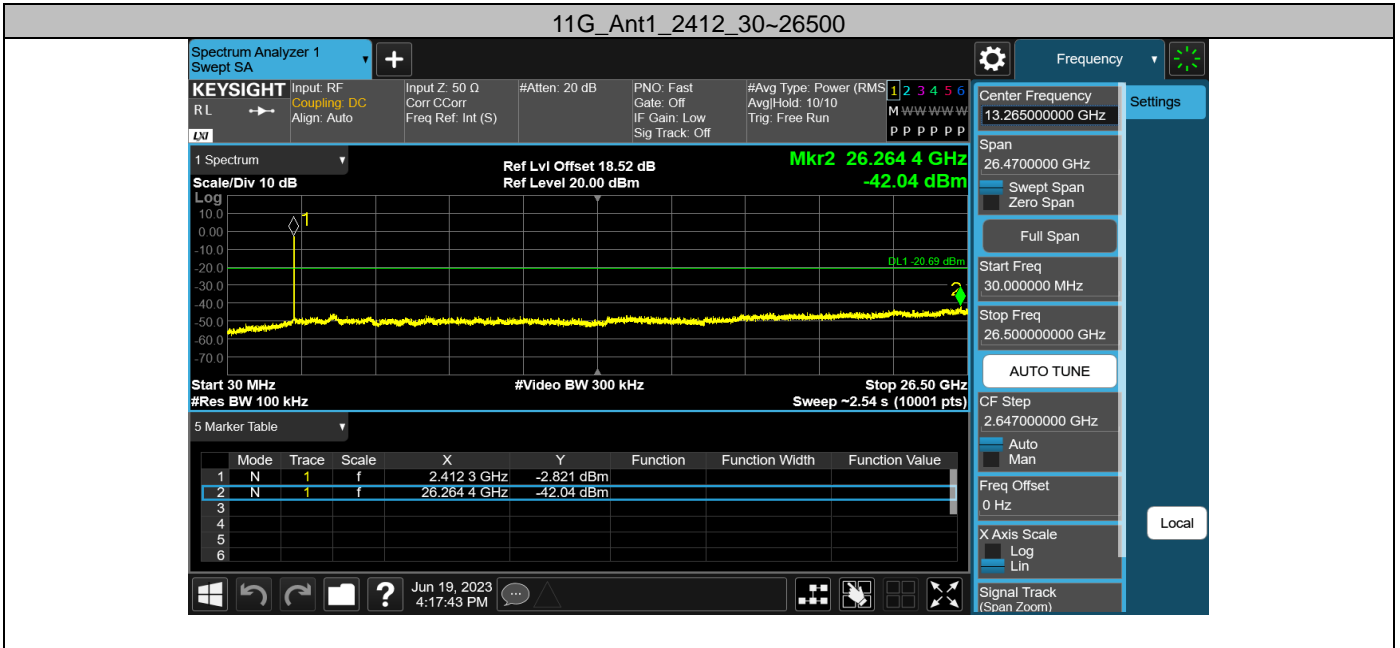 11G_Ant1_2412_30~26500
Spectrum Analyzer 1
Swept SA
Frequency
KEYSIGHT
R L
LXI
Input: RF
Coupling: DC
Align: Auto
Input Z: 50 Ω
Corr CCorr
Freq Ref: Int (S)
#Atten: 20 dB
PNO: Fast
Gate: Off
IF Gain: Low
Sig Track: Off
#Avg Type: Power (RMS
Avg|Hold: 10/10
Trig: Free Run
1 2 3 4 5 6
M W W W W W
P P P P P P
1 Spectrum
Scale/Div 10 dB
Ref Lvl Offset 18.52 dB
Ref Level 20.00 dBm
Mkr2 26.264 4 GHz
-42.04 dBm
Log
10.0
0.00
-10.0
-20.0
-30.0
-40.0
-50.0
-60.0
-70.0
1
DL1 -20.69 dBm
2
Start 30 MHz
#Video BW 300 kHz
Stop 26.50 GHz
#Res BW 100 kHz
Sweep ~2.54 s (10001 pts)
5 Marker Table
Mode Trace Scale X Y Function Function Width Function Value
1 N 1 f 2.412 3 GHz -2.821 dBm
2 N 1 f 26.264 4 GHz -42.04 dBm
3
4
5
6
Jun 19, 2023
4:17:43 PM
Center Frequency
13.265000000 GHz
Settings
Span
26.4700000 GHz
Swept Span
Zero Span
Full Span
Start Freq
30.000000 MHz
Stop Freq
26.500000000 GHz
AUTO TUNE
CF Step
2.647000000 GHz
Auto
Man
Freq Offset
0 Hz
Local
X Axis Scale
Log
Lin
Signal Track
(Span Zoom)